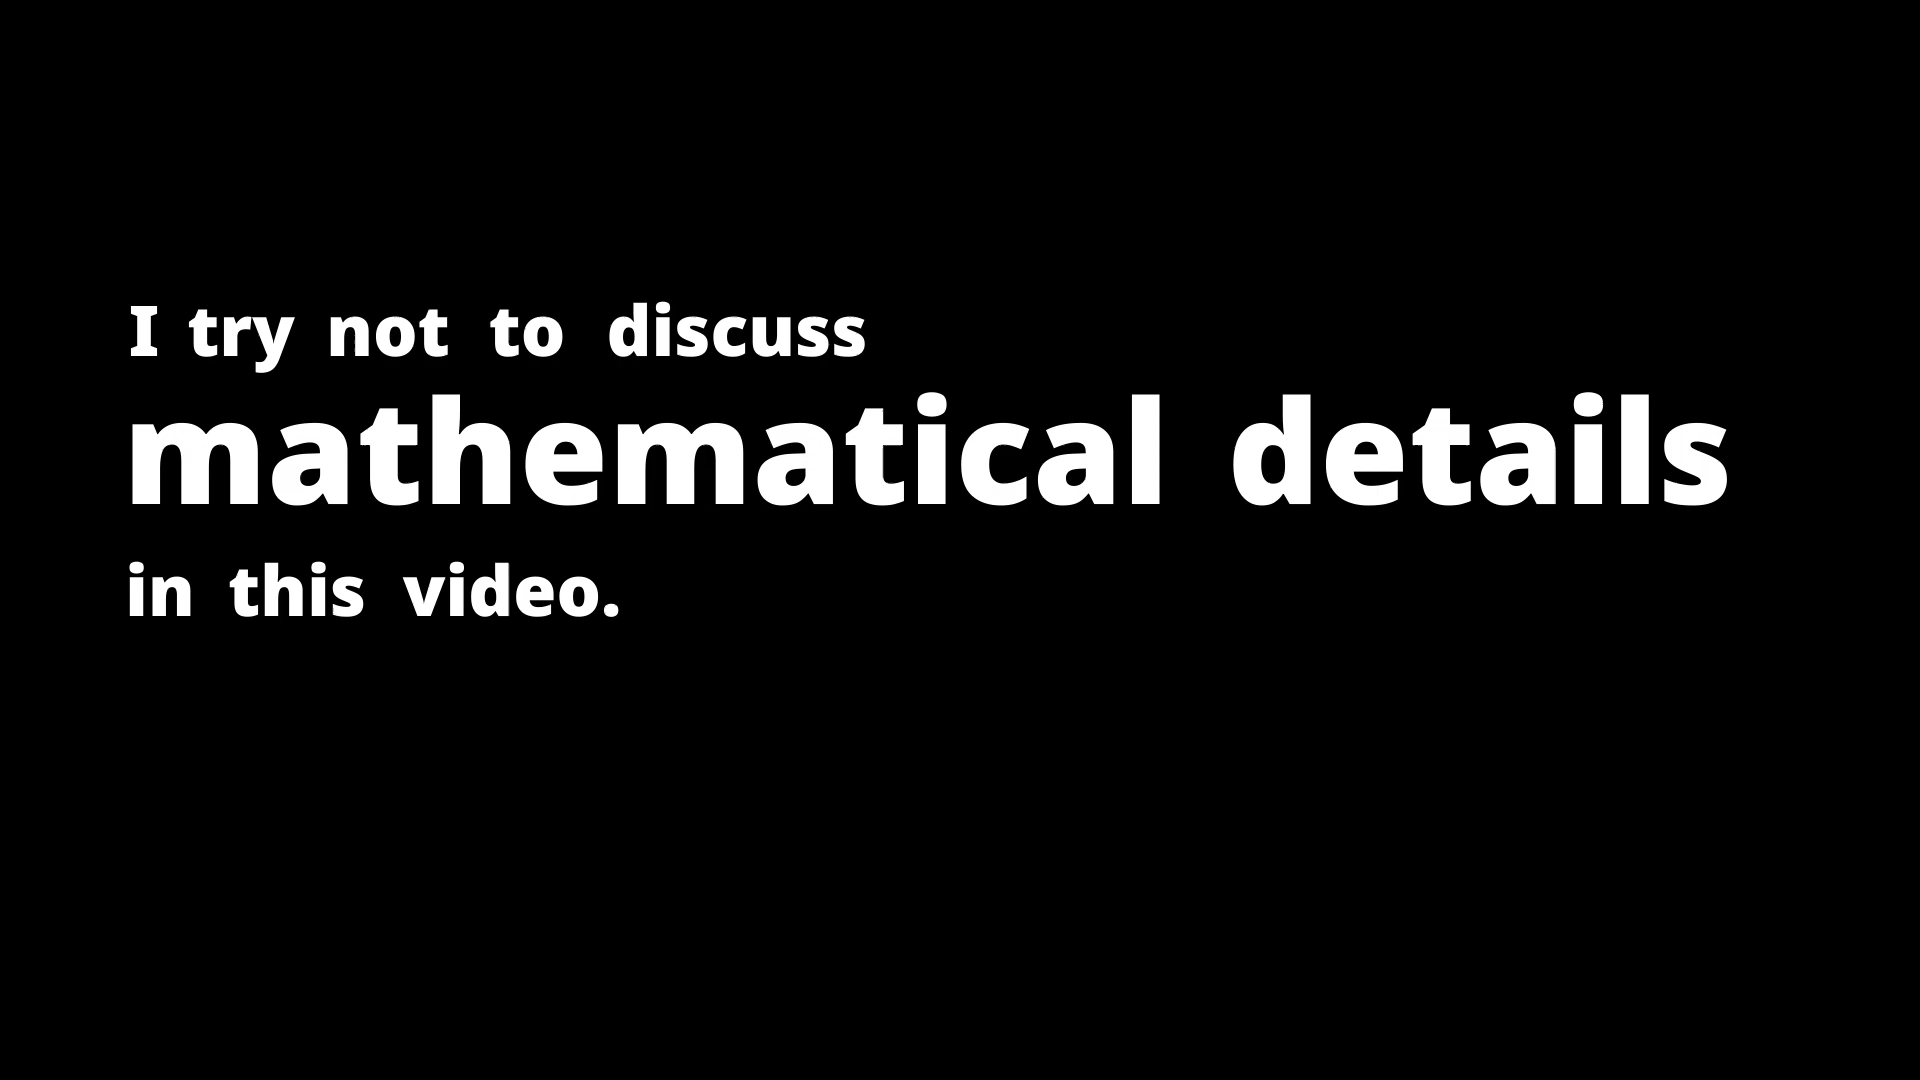 I try not to discuss
mathematical details
in this video.